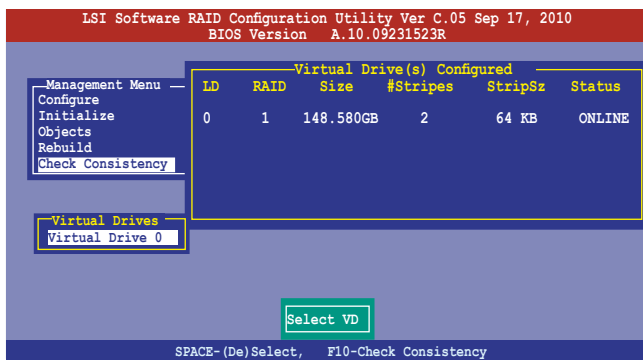 LSI Software RAID Configuration Utility Ver C.05 Sep 17, 2010
BIOS Version A.10.09231523R
Virtual Drive(s) Configured
LD RAID Size #Stripes StripSz Status
0 1 148.580GB 2 64 KB ONLINE
Management Menu
Configure
Initialize
Objects
Rebuild
Check Consistency
Virtual Drives
Virtual Drive 0
Select VD
SPACE-(De)Select, F10-Check Consistency